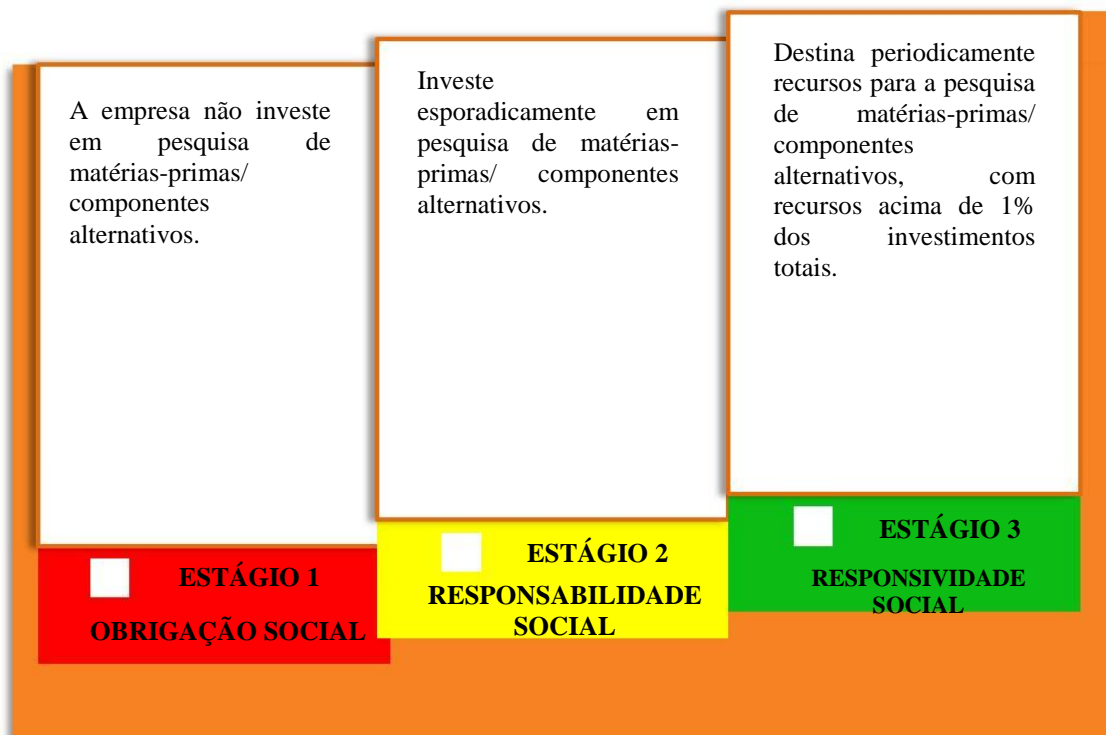 A empresa não investe
em pesquisa de
matérias-primas/
componentes
alternativos.
ESTÁGIO 1
OBRIGAÇÃO SOCIAL
Investe
esporadicamente em
pesquisa de matérias-
primas/ componentes
alternativos.
ESTÁGIO 2
RESPONSABILIDADE
SOCIAL
Destina periodicamente
recursos para a pesquisa
de matérias-primas/
componentes
alternativos, com
recursos acima de 1%
dos investimentos
totais.
ESTÁGIO 3
RESPONSIVIDADE
SOCIAL